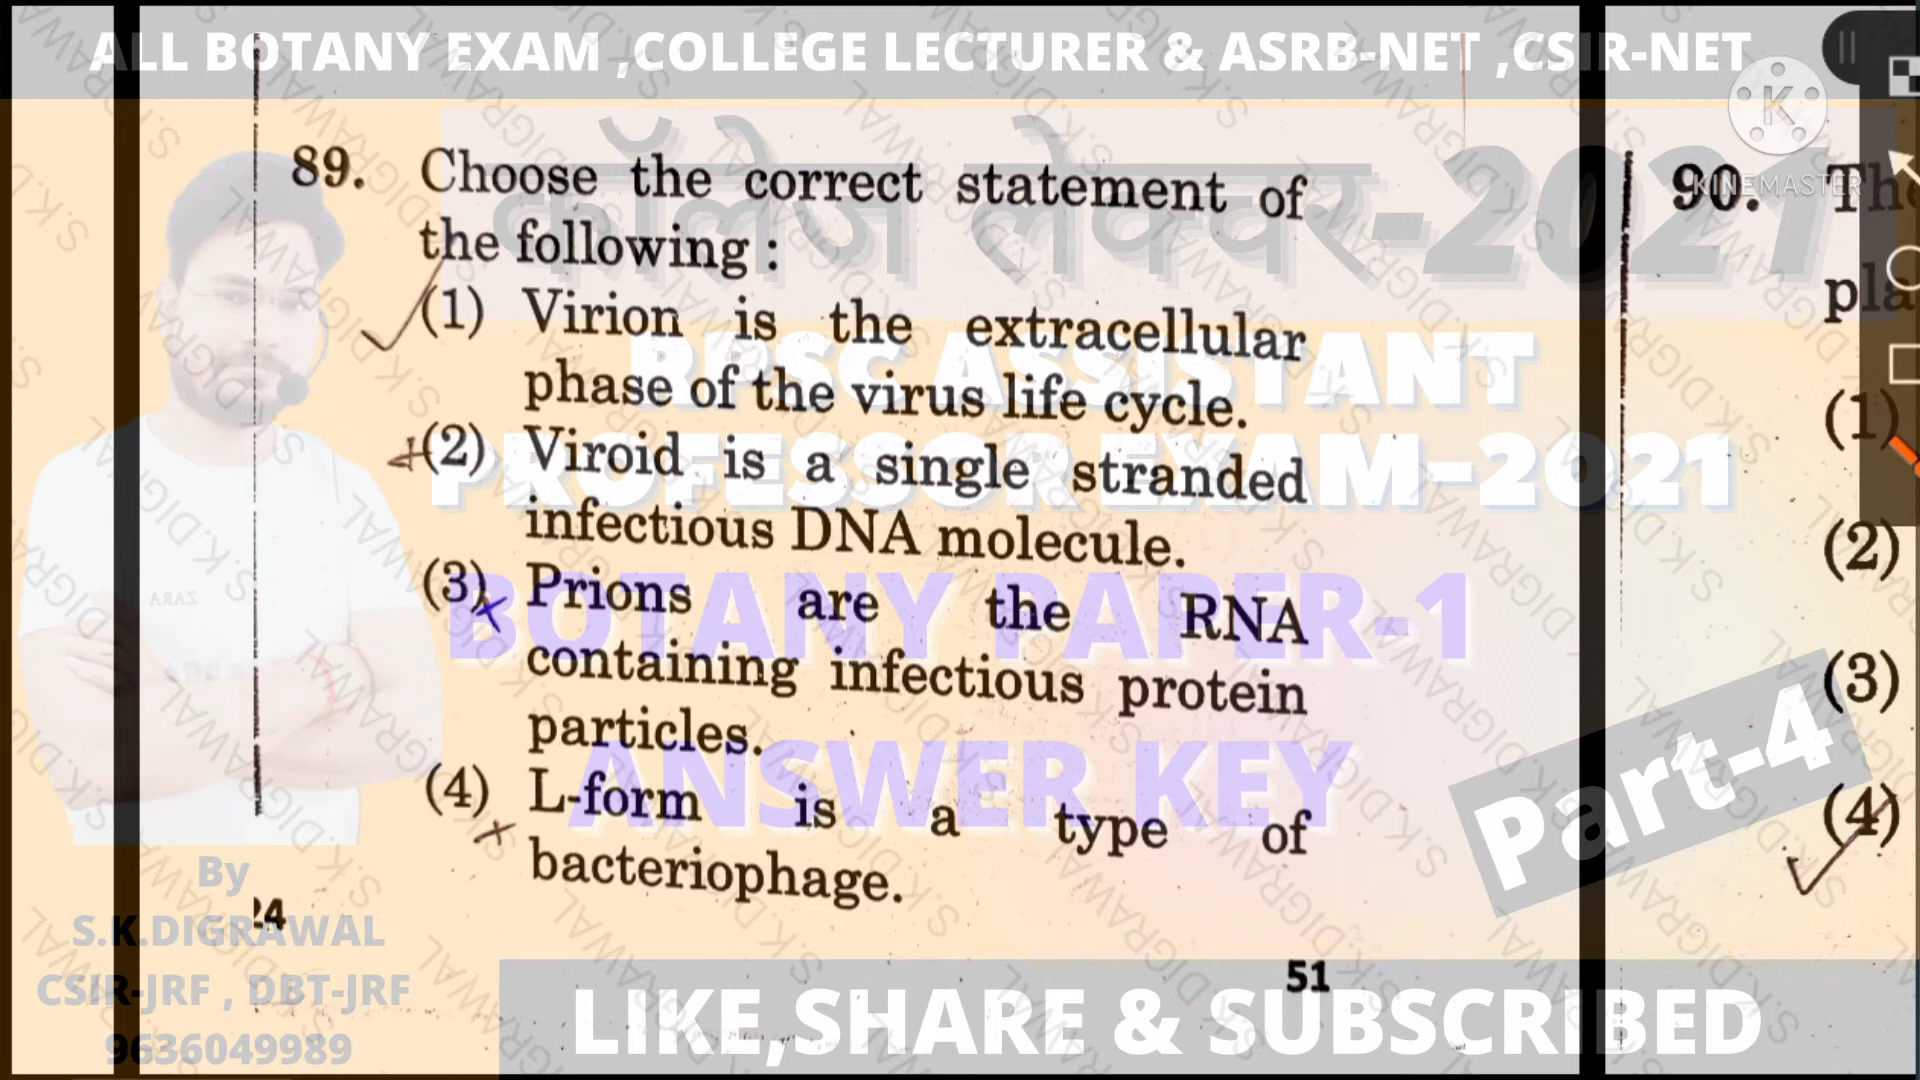 ALL BOTANY EXAM ,COLLEGE LECTURER & ASRB-NET ,CSIR-NET
कॉलेज लेक्चरर-2021
KINEMASTER
89. Choose the correct statement of
the following :
(1) Virion is the extracellular
phase of the virus life cycle.
(2) Viroid is a single stranded
infectious DNA molecule.
(3) Prions are the RNA
containing infectious protein
particles.
(4) L-form is a type of
bacteriophage.
RPSC ASSISTANT
PROFESSOR EXAM-2021
BOTANY PAPER-1
ANSWER KEY
Part-4
90.
(1)
(2)
(3)
(4)
ZARA
24
51
By
S.K.DIGRAWAL
CSIR-JRF , DBT-JRF
9636049989
LIKE,SHARE & SUBSCRIBED
S.K.DIGRAWAL